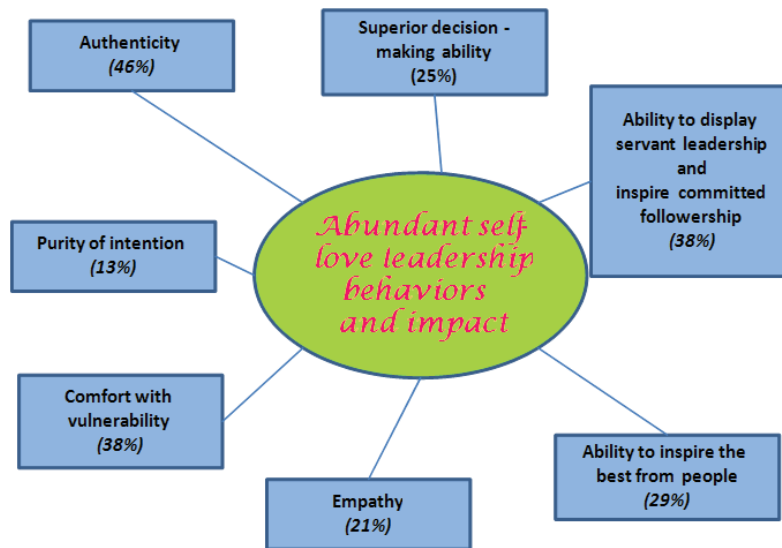 Authenticity
(46%)
Superior decision -
making ability
(25%)
Ability to display
servant leadership
and
inspire committed
followership
(38%)
Purity of intention
(13%)
Abundant self-
love leadership
behaviors
and impact
Comfort with
vulnerability
(38%)
Empathy
(21%)
Ability to inspire the
best from people
(29%)